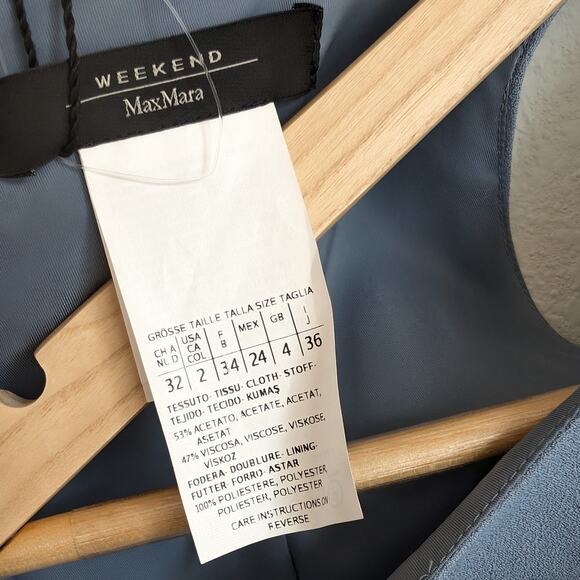 WEEKEND
MaxMara
GRÖSSE TAILLE TALLA SIZE TAGLIA
CH A NL D USA CA COL F B MEX GB I J
32 2 34 24 4 36
TESSUTO- TISSU- CLOTH- STOFF-
TEJIDO- TECIDO- KUMAŞ
53% ACETATO, ACETATE, ACETAT,
ASETAT
47% VISCOSA, VISCOSE, VISKOSE,
VISKOZ
FODERA- DOUBLURE- LINING-
FUTTER- FORRO- ASTAR
100% POLIESTERE, POLYESTER
POLIESTER, POLYESTER
CARE INSTRUCTIONS ON
REVERSE